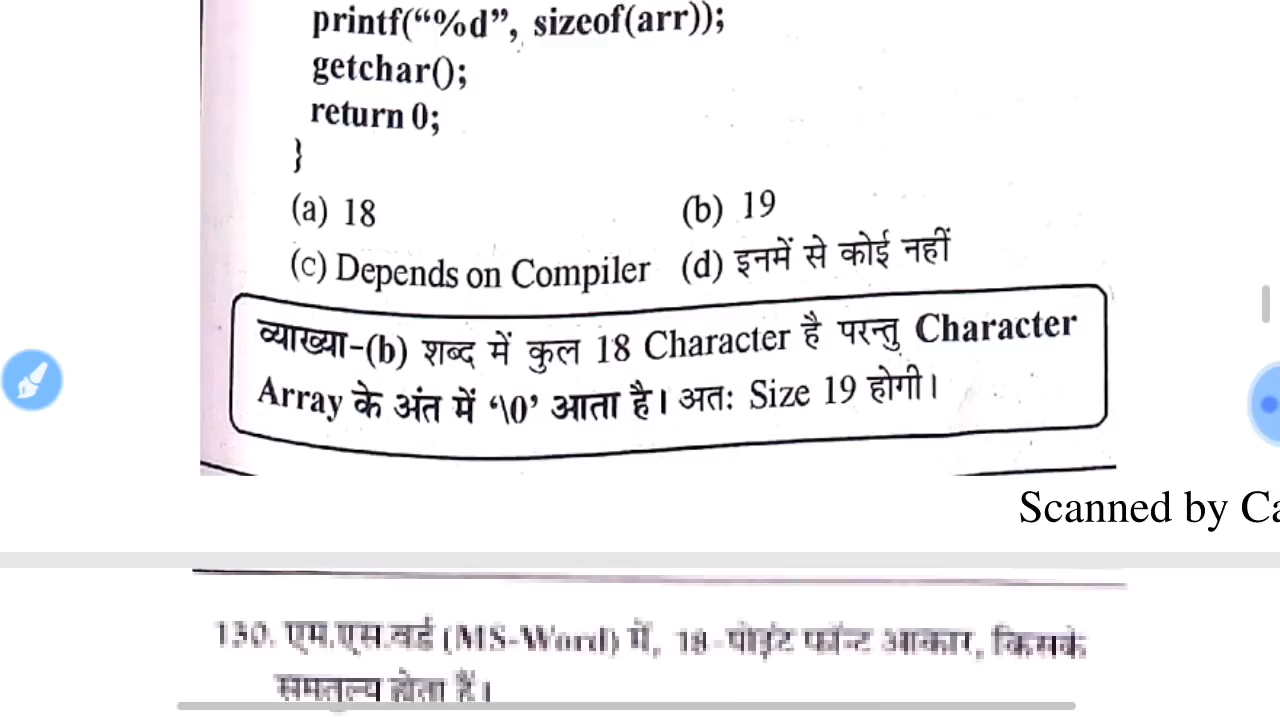 printf(“%d”, sizeof(arr));
getchar();
return 0;
}
(a) 18 (b) 19
(c) Depends on Compiler (d) इनमें से कोई नहीं
व्याख्या-(b) शब्द में कुल 18 Character है परन्तु Character
Array के अंत में ‘\0’ आता है। अतः Size 19 होगी।
Scanned by Ca
130. एम.एस.वर्ड (MS-Word) में, 18-पोइंट फॉन्ट आकार, किसके
समतुल्य होता हैं।